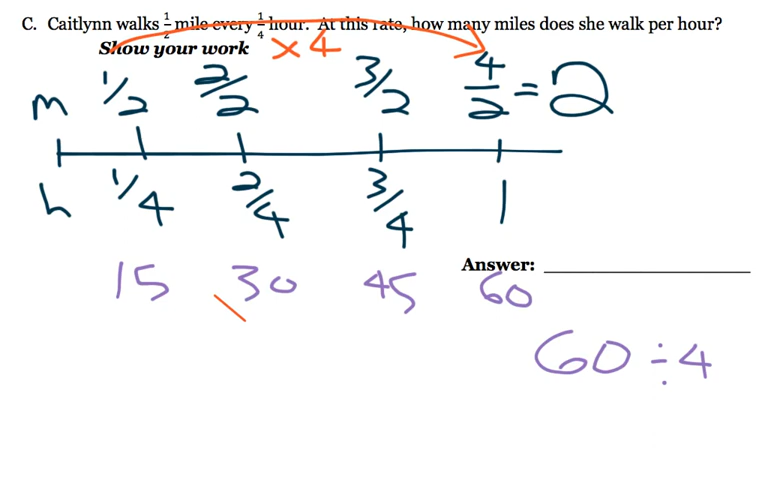 C. Caitlynn walks 1/2 mile every 1/4 hour. At this rate, how many miles does she walk per hour?
Show your work × 4
m 1/2 2/2 3/2 4/2 = 2
h 1/4 2/4 3/4 1
Answer:
15 30 45 60
60 ÷ 4